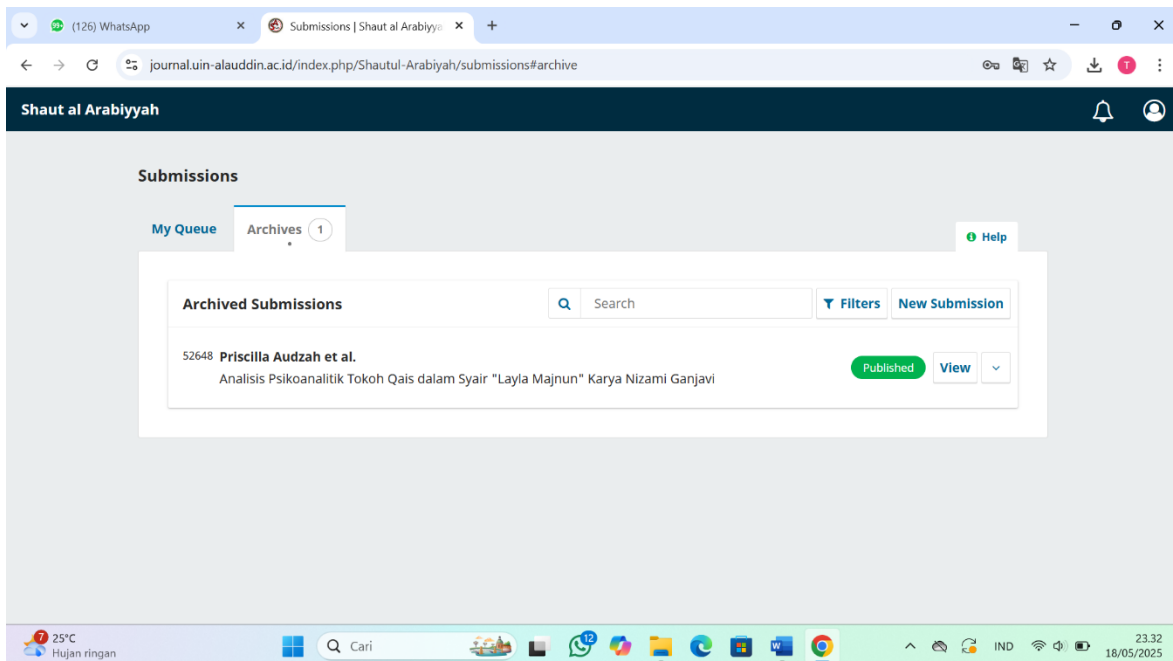 (126) WhatsApp
Submissions | Shaut al Arabiyya
journal.uin-alauddin.ac.id/index.php/Shautul-Arabiyah/submissions#archive
T
Shaut al Arabiyyah
Submissions
My Queue
Archives 1
Help
Archived Submissions
Search
Filters
New Submission
52648 Priscilla Audzah et al.
Analisis Psikoanalitik Tokoh Qais dalam Syair "Layla Majnun" Karya Nizami Ganjavi
Published
View
7
25°C
Hujan ringan
Cari
12
IND
23.32
18/05/2025